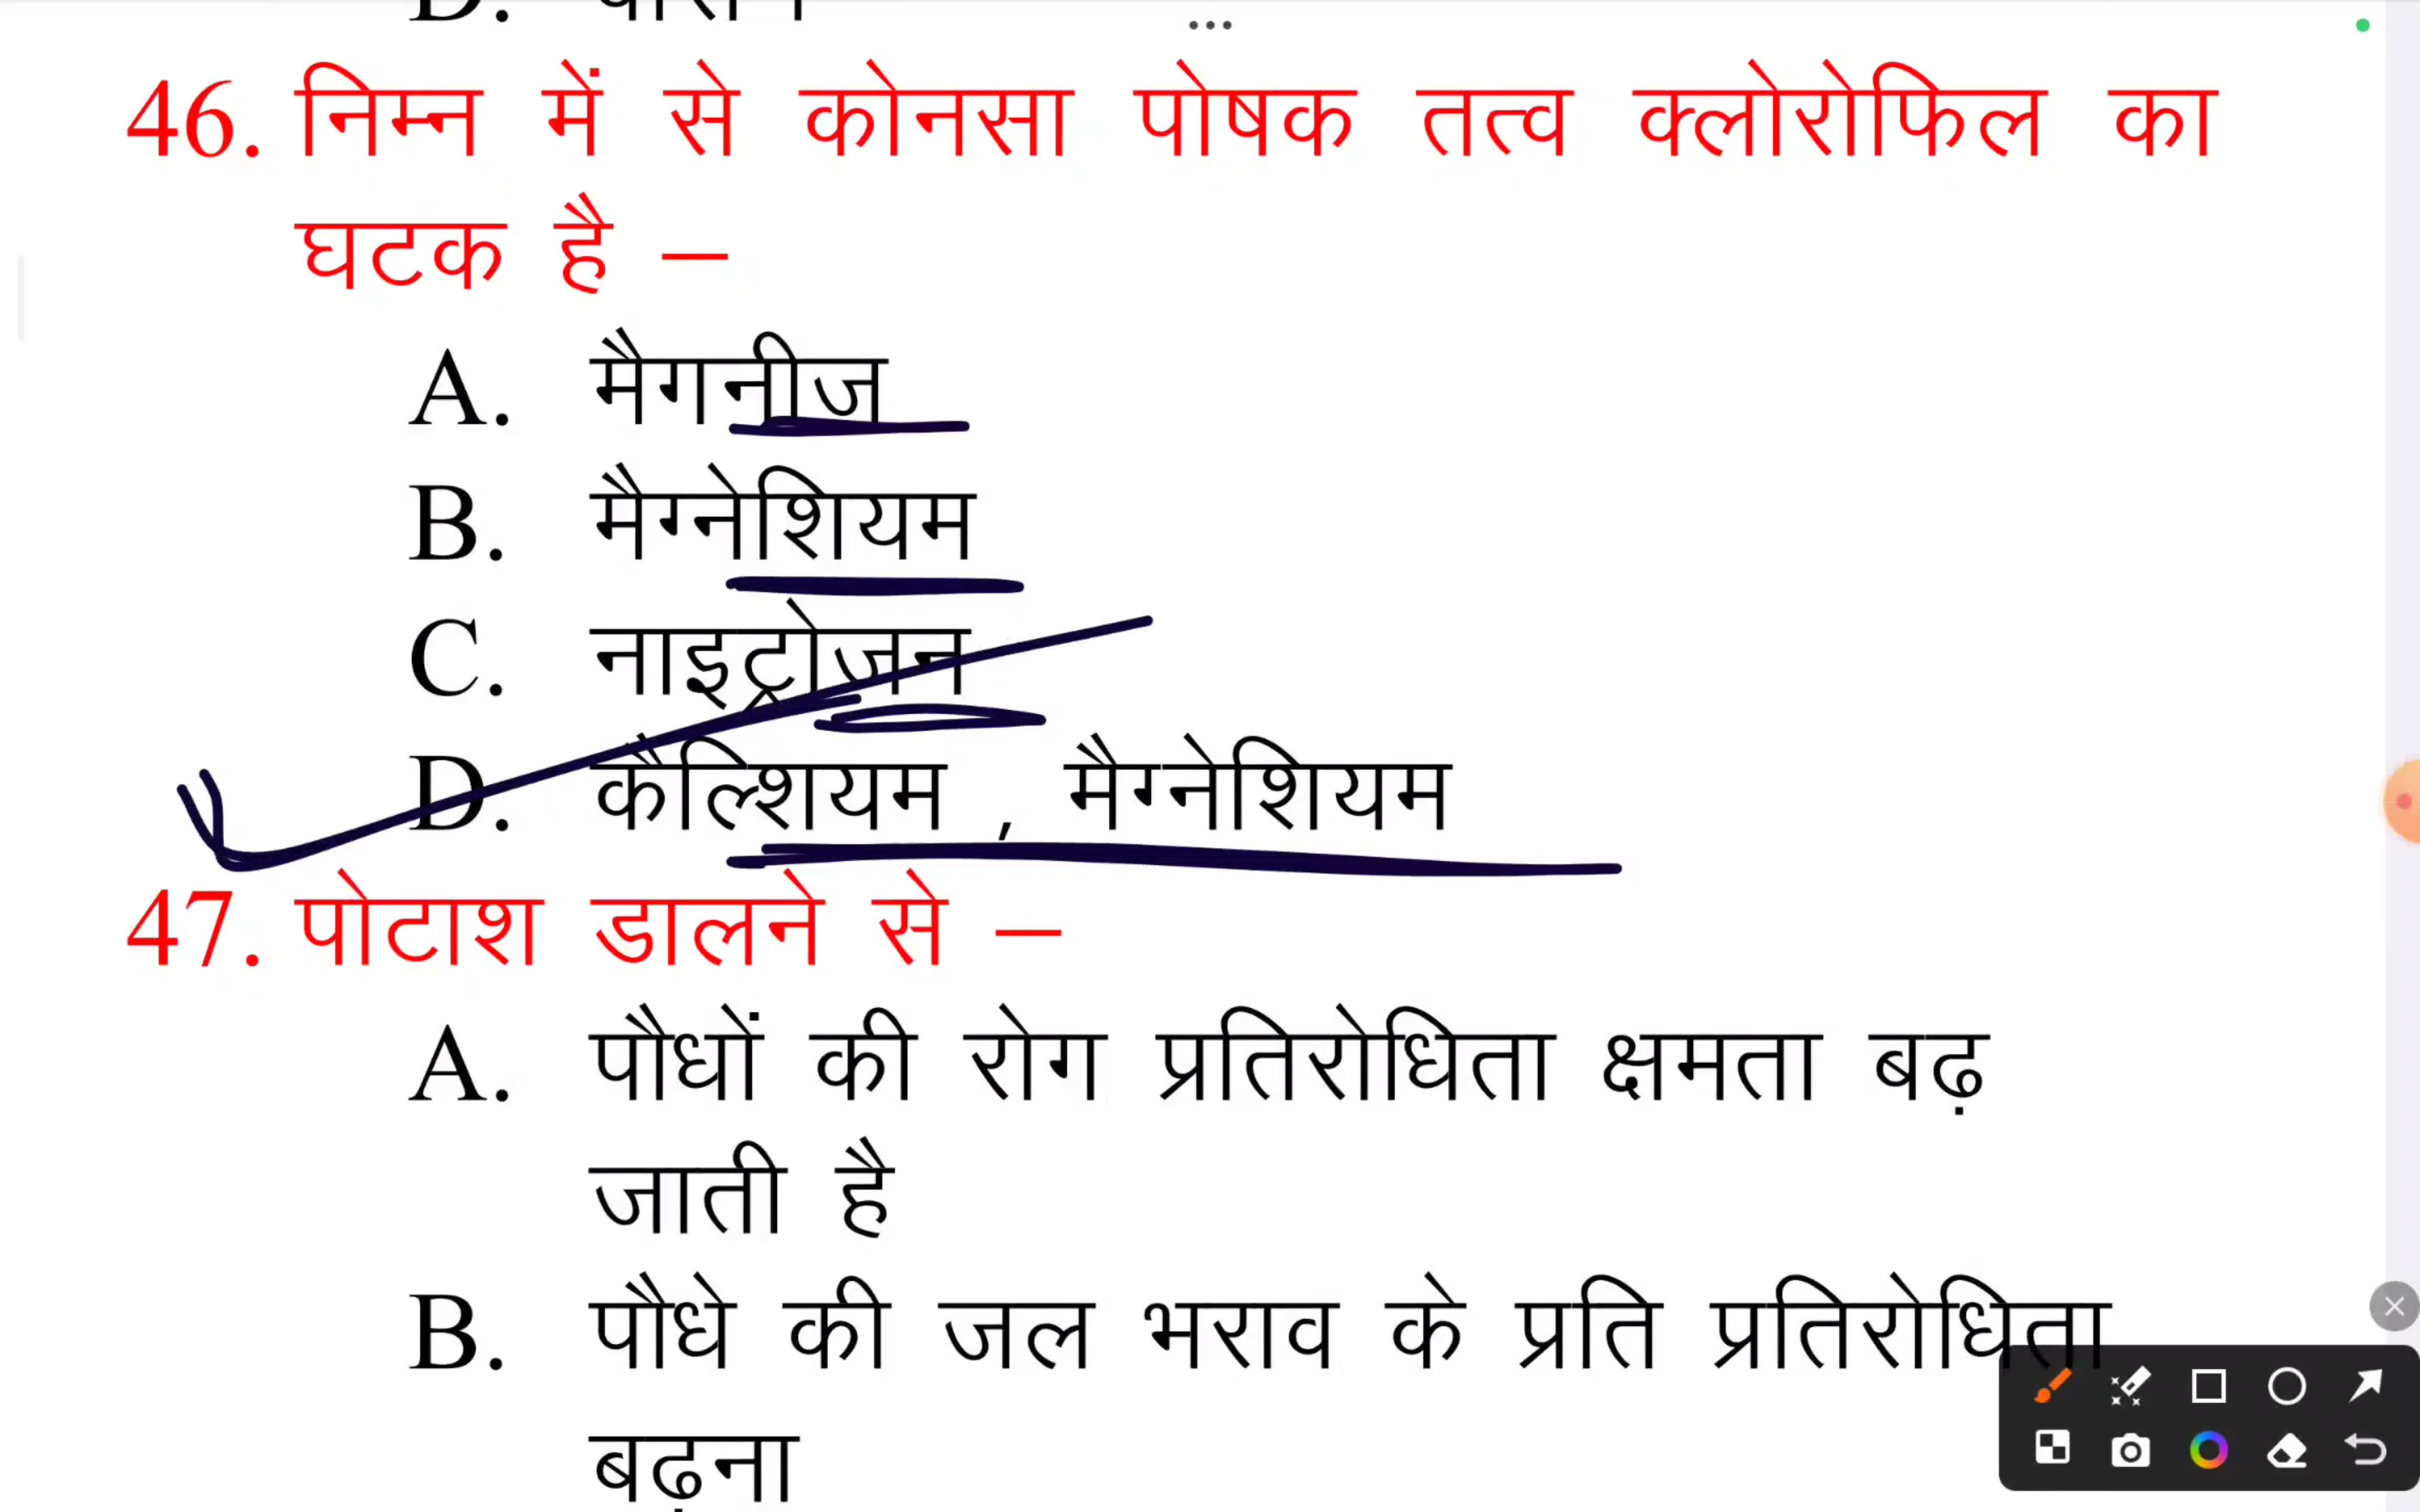 46. निम्न में से कोनसा पोषक तत्व क्लोरोफिल का
घटक है –
A. मैगनीज
B. मैग्नेशियम
C. नाइट्रोजन
D. कैल्शियम , मैग्नेशियम
47. पोटाश डालने से –
A. पौधों की रोग प्रतिरोधिता क्षमता बढ़
जाती है
B. पौधे की जल भराव के प्रति प्रतिरोधिता
बढ़ना